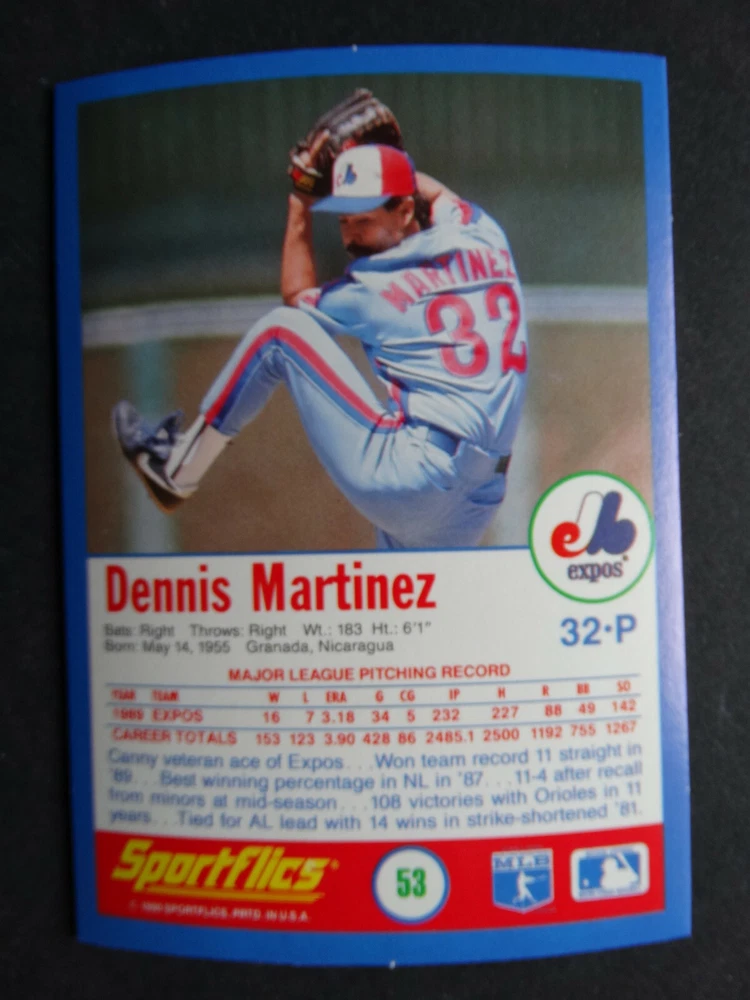 MARTINEZ
32
expos
Dennis Martinez
32·P
Bats: Right Throws: Right Wt.: 183 Ht.: 6'1"
Born: May 14, 1955 Granada, Nicaragua
MAJOR LEAGUE PITCHING RECORD
YEAR TEAM W L ERA G CG IP H R BB SO
1989 EXPOS 16 7 3.18 34 5 232 227 88 49 142
CAREER TOTALS 153 123 3.90 428 86 2485.1 2500 1192 755 1267
Canny veteran ace of Expos...Won team record 11 straight in
'89...Best winning percentage in NL in '87...11-4 after recall
from minors at mid-season...108 victories with Orioles in 11
years...Tied for AL lead with 14 wins in strike-shortened '81.
Sportflics
53
MLB
© 1990 SPORTFLICS, PRTD. IN U.S.A.